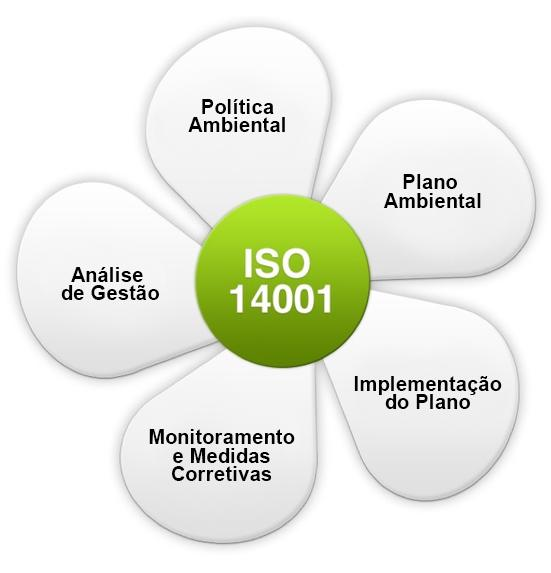 Política
Ambiental
Plano
Ambiental
Implementação
do Plano
Monitoramento
e Medidas
Corretivas
Análise
de Gestão
ISO
14001